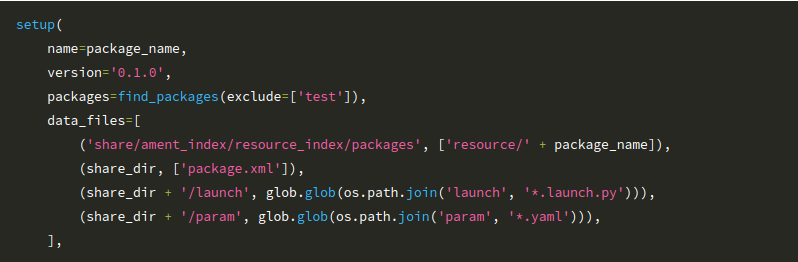 setup(
    name=package_name,
    version='0.1.0',
    packages=find_packages(exclude=['test']),
    data_files=[
        ('share/ament_index/resource_index/packages', ['resource/' + package_name]),
        (share_dir, ['package.xml']),
        (share_dir + '/launch', glob.glob(os.path.join('launch', '*.launch.py'))),
        (share_dir + '/param', glob.glob(os.path.join('param', '*.yaml'))),
    ],